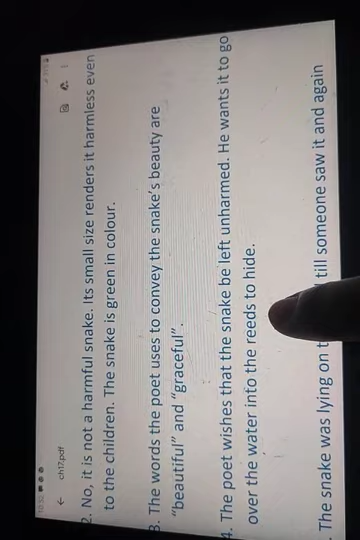 ch17.pdf
2. No, it is not a harmful snake. Its small size renders it harmless even
to the children. The snake is green in colour.
3. The words the poet uses to convey the snake's beauty are
"beautiful" and "graceful".
4. The poet wishes that the snake be left unharmed. He wants it to go
over the water into the reeds to hide.
. The snake was lying on till someone saw it and again